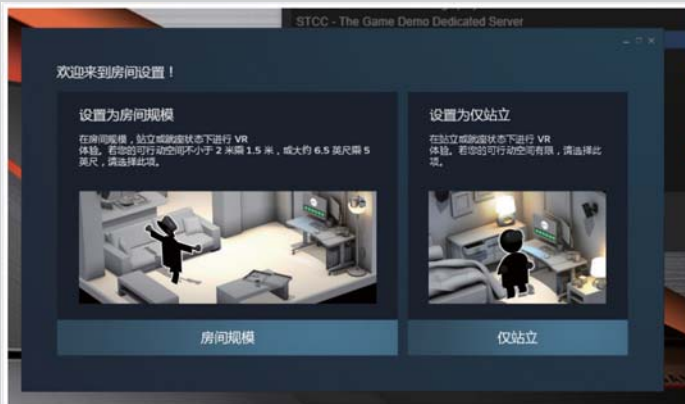 STCC - The Game Demo Dedicated Server
欢迎来到房间设置！
设置为房间规模
在房间规模，站立或就座状态下进行 VR
体验。若您的可行动空间不小于 2 米乘 1.5 米，或大约 6.5 英尺乘 5
英尺，请选择此项。
房间规模
设置为仅站立
在站立或就座状态下进行 VR
体验。若您的可行动空间有限，请选择此
项。
仅站立